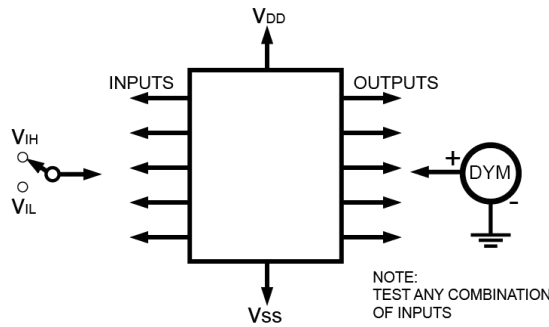 VDD
INPUTS
OUTPUTS
VIH
VIL
+
DYM
-
NOTE:
TEST ANY COMBINATION
OF INPUTS
VSS